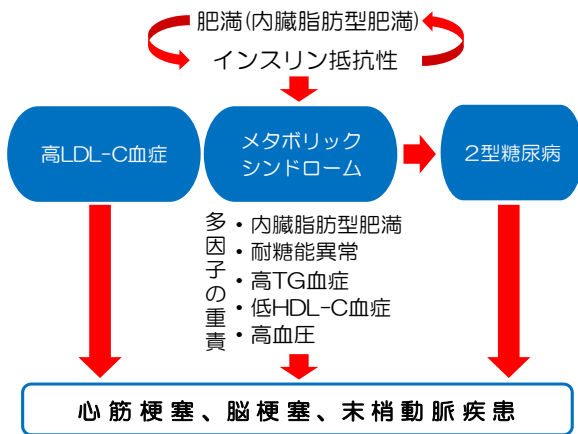 肥満(内臓脂肪型肥満)
インスリン抵抗性
高LDL-C血症
メタボリック
シンドローム
2型糖尿病
多因子の重責
・内臓脂肪型肥満
・耐糖能異常
・高TG血症
・低HDL-C血症
・高血圧
心筋梗塞、脳梗塞、末梢動脈疾患